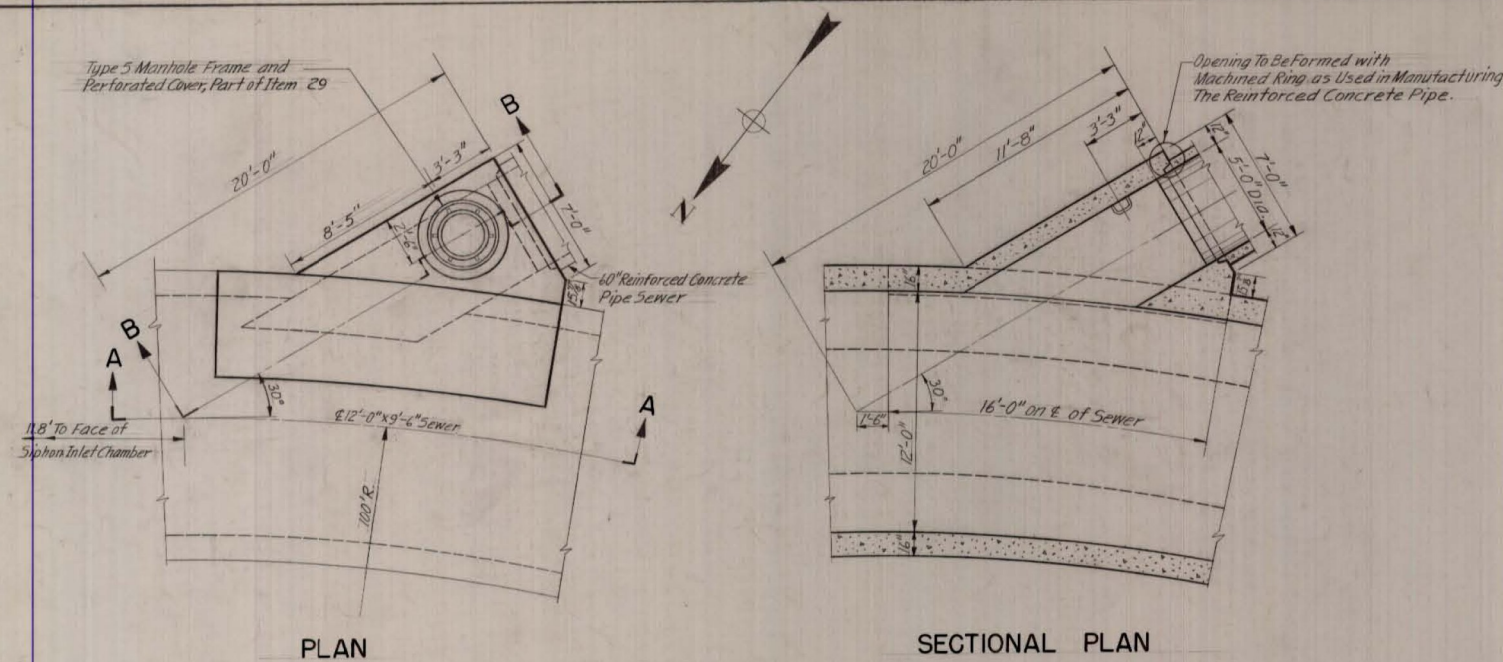 Type 5 Manhole Frame and
Perforated Cover, Part of Item 29
20'-0"
8'-5"
3'-3"
2'-6"
7'-0"
B
B
A
A
60" Reinforced Concrete
Pipe Sewer
30°
℄ 12'-0" x 9'-6" Sewer
11.8' To Face of
Siphon Inlet Chamber
100' R.
PLAN
N
Opening To Be Formed with
Machined Ring as Used in Manufacturing
The Reinforced Concrete Pipe.
20'-0"
11'-8"
3'-3"
12"
12"
5'-0" Dia.
7'-0"
12"
16"
30°
1'-6"
16'-0" on ℄ of Sewer
12'-0"
16"
SECTIONAL PLAN